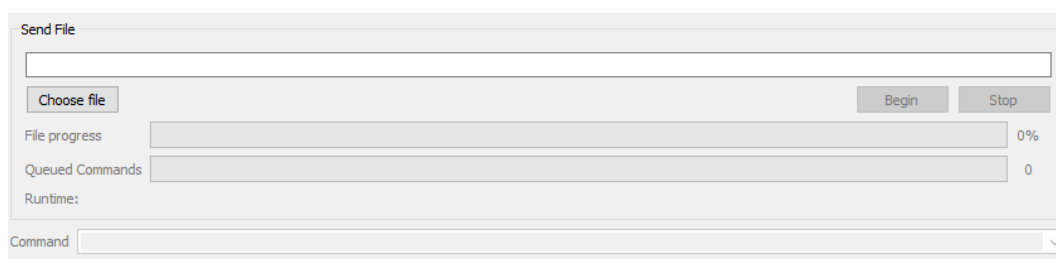 Send File
Choose file
Begin Stop
File progress 0%
Queued Commands 0
Runtime:
Command